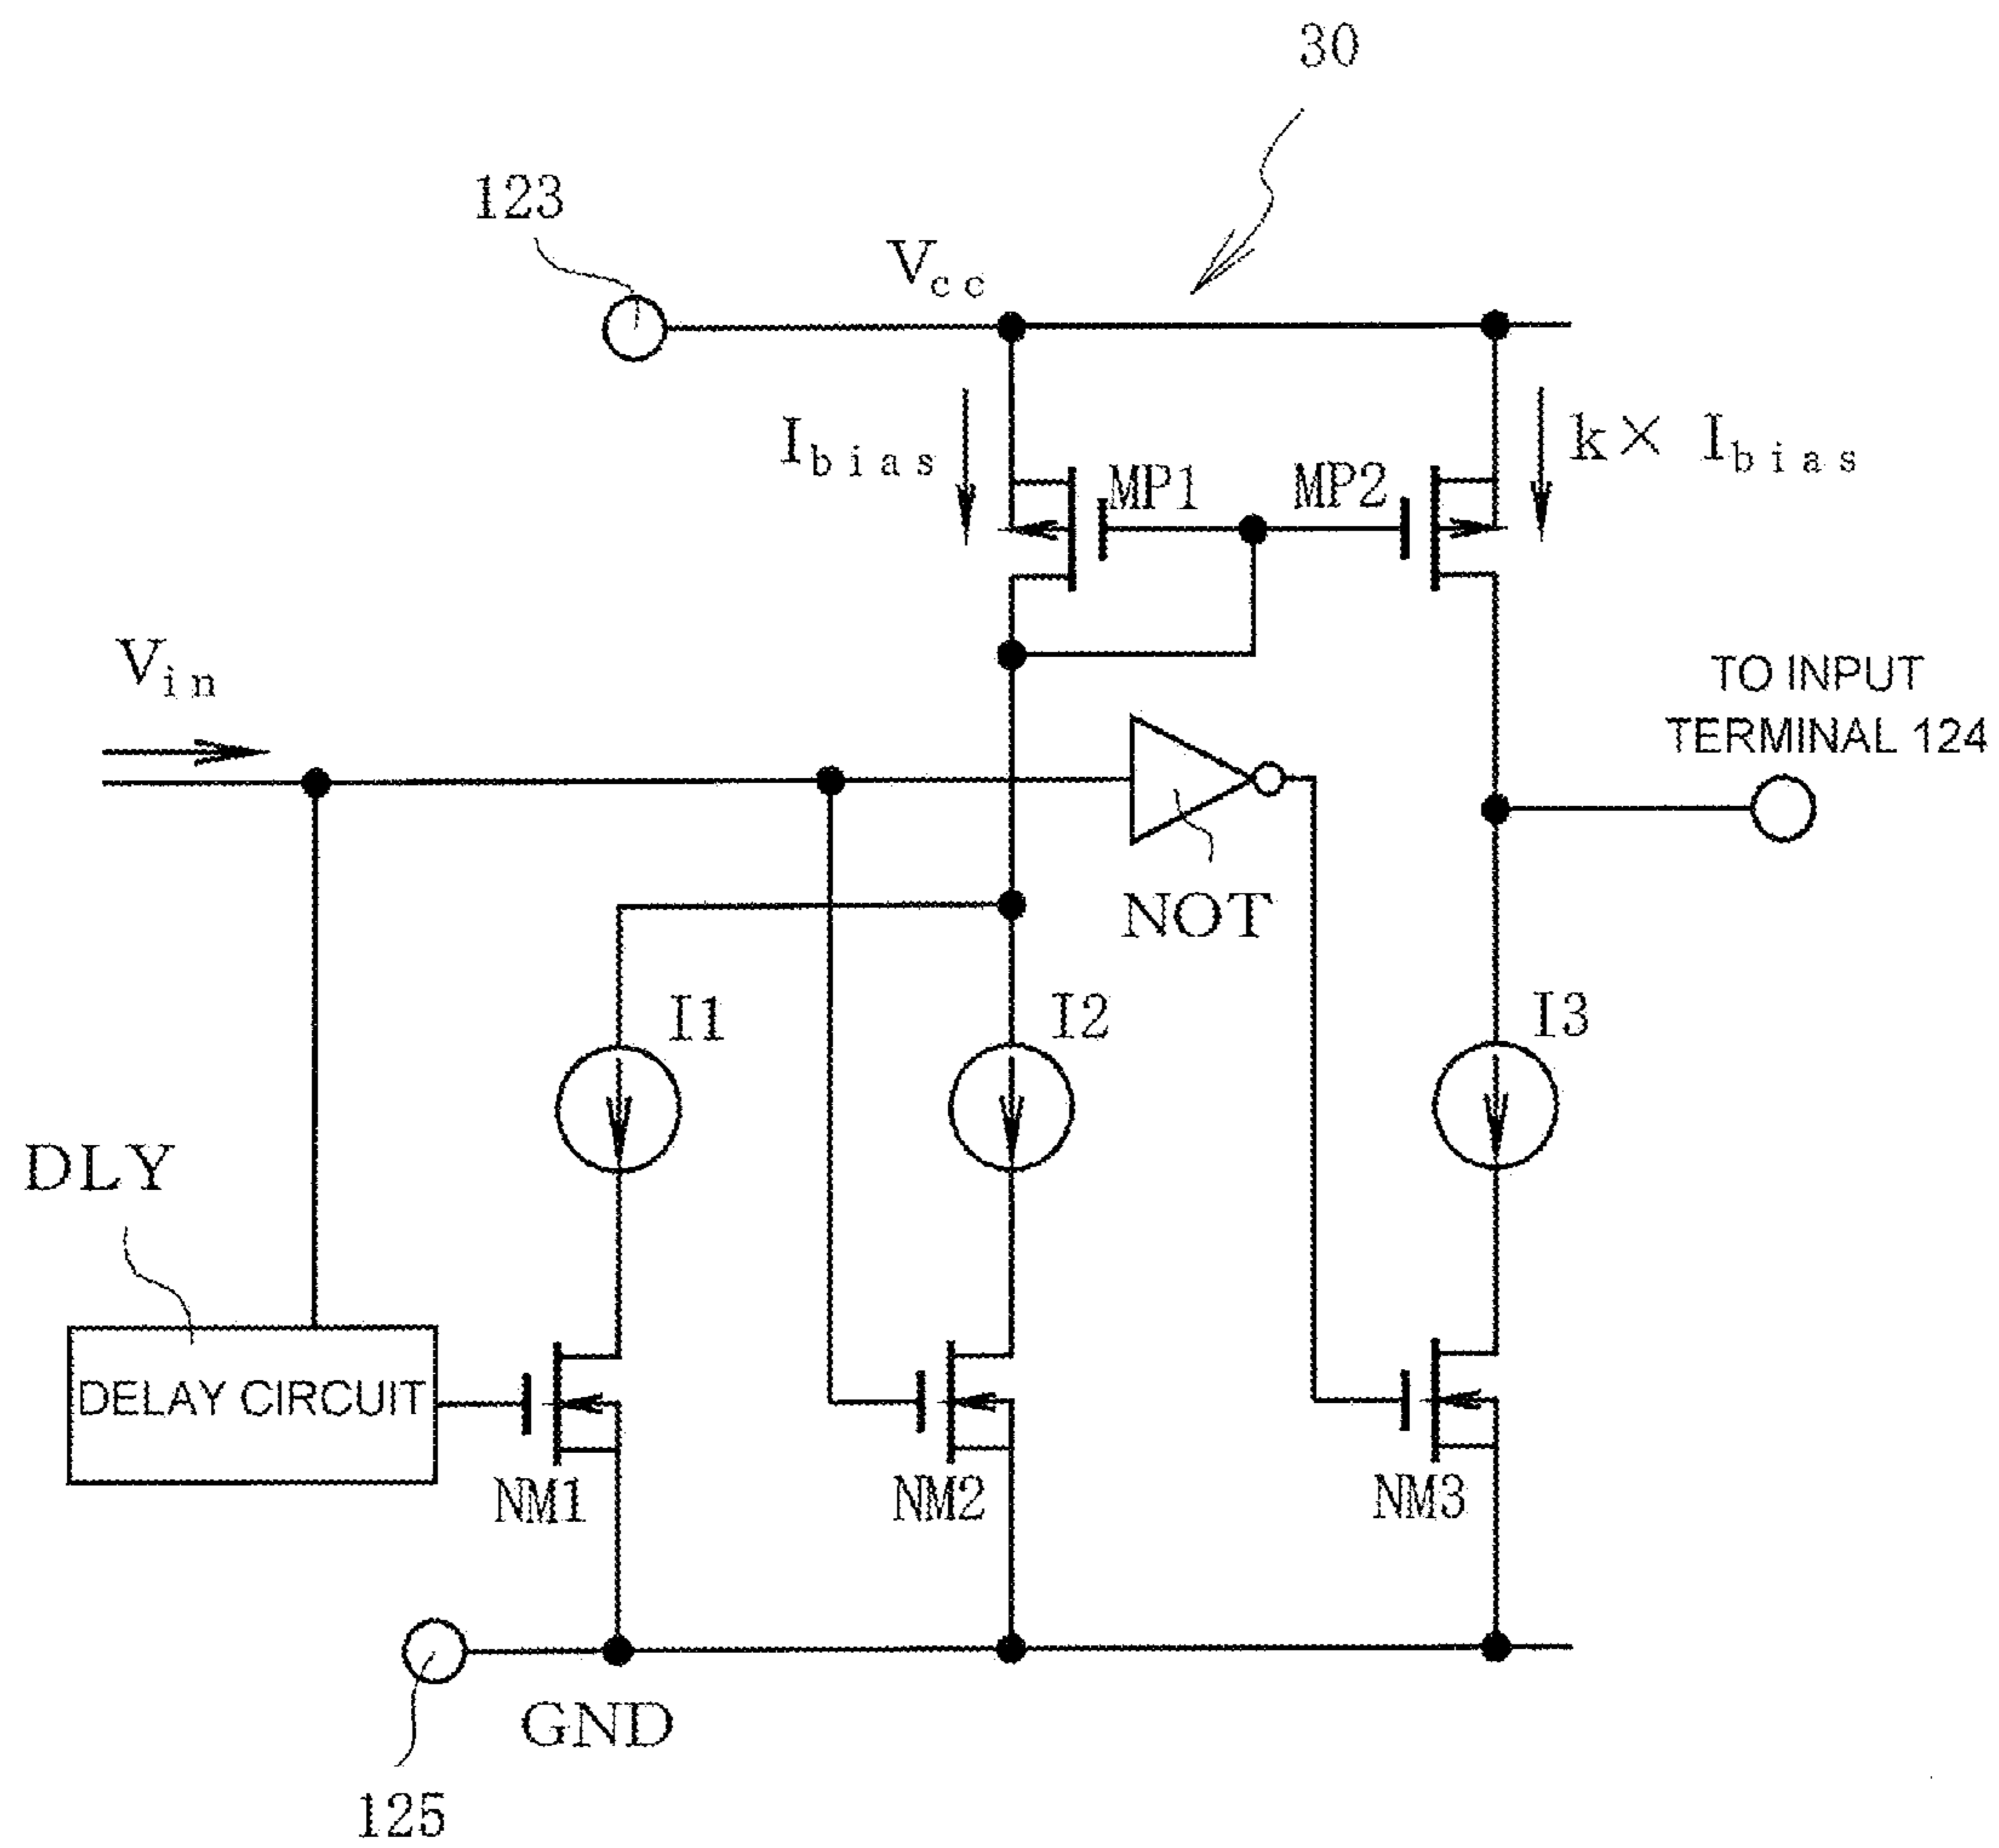 30
123
Vcc
Ibias
k× Ibias
MP1
MP2
Vin
TO INPUT
TERMINAL 124
NOT
I1
I2
I3
DLY
DELAY CIRCUIT
NM1
NM2
NM3
GND
125